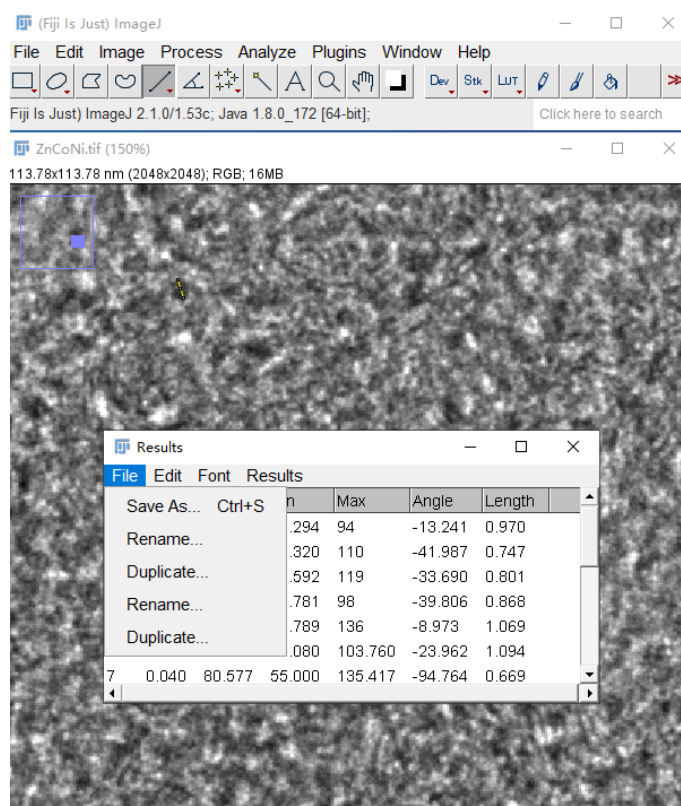 (Fiji Is Just) ImageJ
File Edit Image Process Analyze Plugins Window Help
Dev Stk LUT
Fiji Is Just) ImageJ 2.1.0/1.53c; Java 1.8.0_172 [64-bit]; Click here to search
ZnCoNi.tif (150%)
113.78x113.78 nm (2048x2048); RGB; 16MB
Results
File Edit Font Results
Save As... Ctrl+S
Rename...
Duplicate...
Rename...
Duplicate...
n Max Angle Length
.294 94 -13.241 0.970
.320 110 -41.987 0.747
.592 119 -33.690 0.801
.781 98 -39.806 0.868
.789 136 -8.973 1.069
.080 103.760 -23.962 1.094
7 0.040 80.577 55.000 135.417 -94.764 0.669